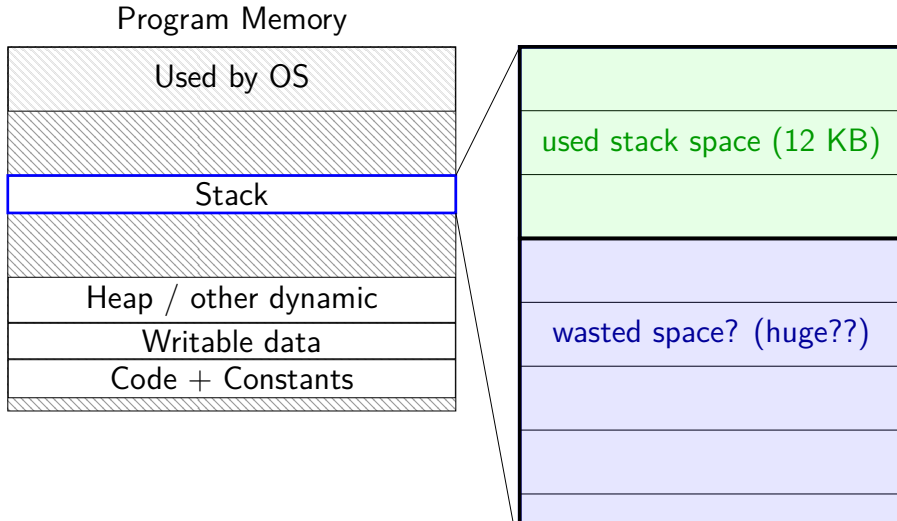 Program Memory
Used by OS
Stack
Heap / other dynamic
Writable data
Code + Constants
used stack space (12 KB)
wasted space? (huge??)